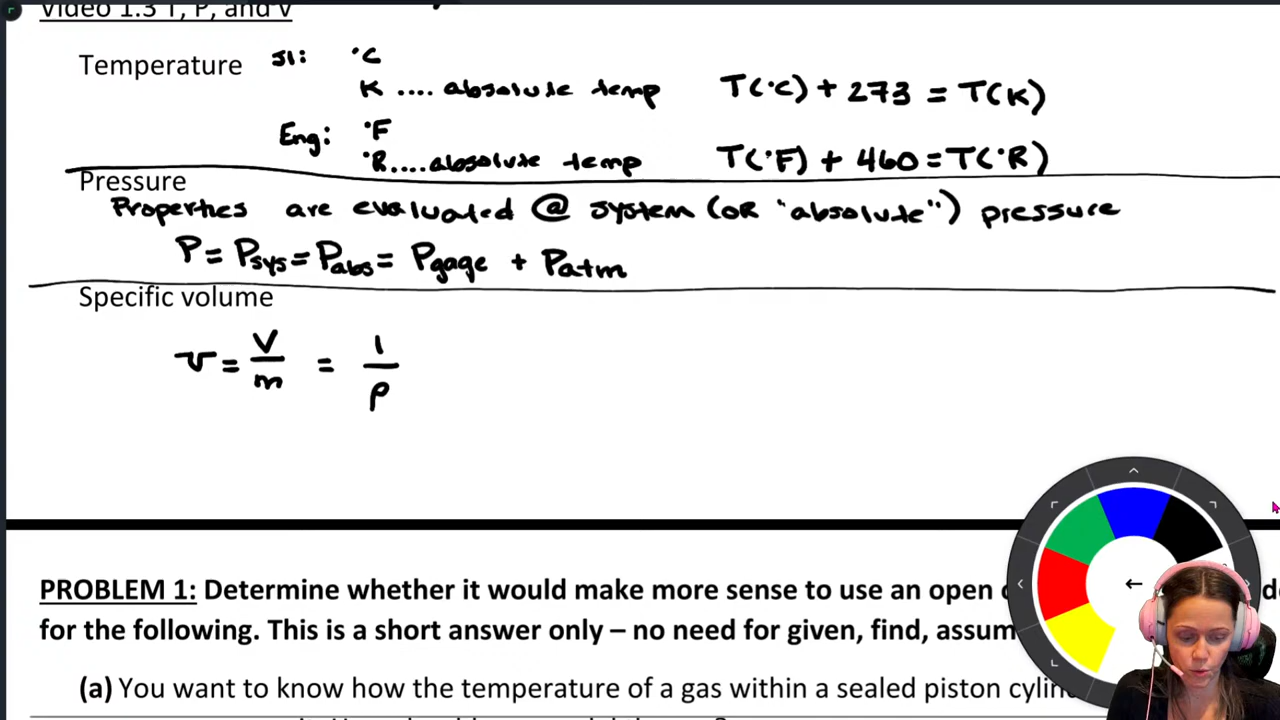 Video 1.3 T, P, and V
Temperature SI: °C
K .... absolute temp T(°C) + 273 = T(K)
Eng: °F
°R .... absolute temp T(°F) + 460 = T(°R)
Pressure
Properties are evaluated @ system (or "absolute") pressure
P = Psys = Pabs = Pgage + Patm
Specific volume
v = V/m = 1/ρ
PROBLEM 1: Determine whether it would make more sense to use an open
for the following. This is a short answer only – no need for given, find, assum
(a) You want to know how the temperature of a gas within a sealed piston cylin